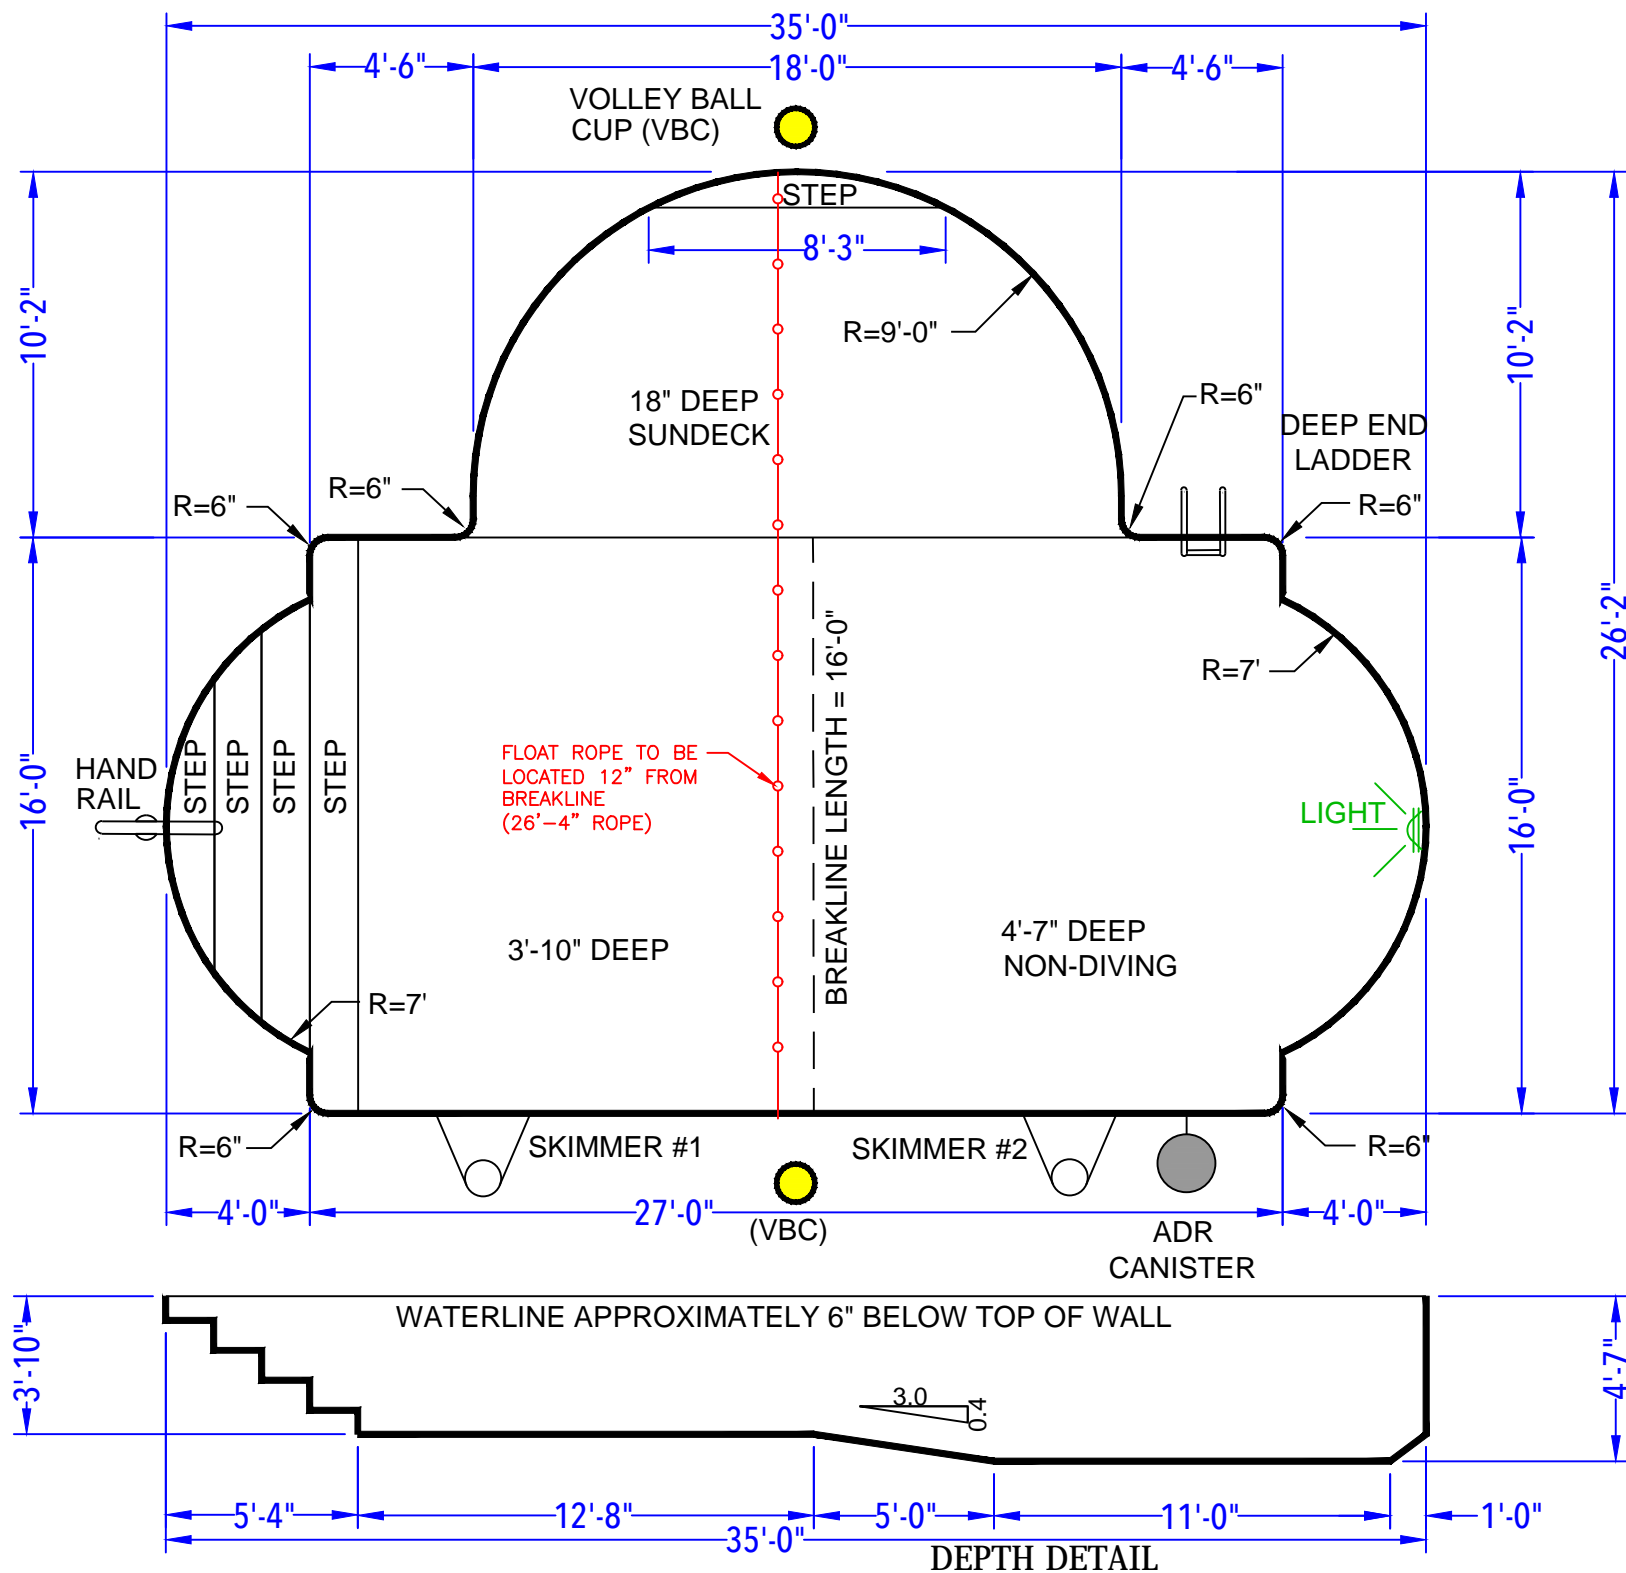 35'-0"
4'-6"
18'-0"
4'-6"
VOLLEY BALL
CUP (VBC)
STEP
8'-3"
10'-2"
10'-2"
26'-2"
R=9'-0"
R=6"
18" DEEP
SUNDECK
DEEP END
LADDER
R=6"
R=6"
R=6"
BREAKLINE LENGTH = 16'-0"
R=7'
HAND
RAIL
STEP
STEP
STEP
STEP
FLOAT ROPE TO BE
LOCATED 12” FROM
BREAKLINE
(26’–4” ROPE)
LIGHT
16'-0"
16'-0"
3'-10" DEEP
4'-7" DEEP
NON-DIVING
R=7'
R=6"
SKIMMER #1
SKIMMER #2
R=6"
4'-0"
27'-0"
4'-0"
(VBC)
ADR
CANISTER
WATERLINE APPROXIMATELY 6" BELOW TOP OF WALL
3'-10"
3.0
0.4
4'-7"
5'-4"
12'-8"
5'-0"
11'-0"
1'-0"
35'-0"
DEPTH DETAIL